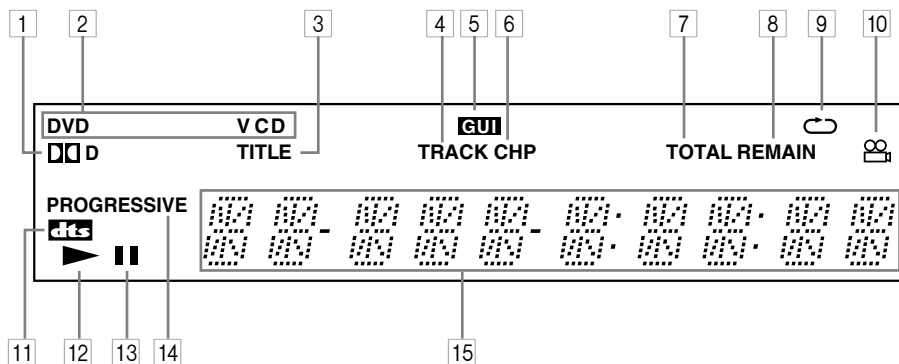 1 2 3 4 5 6 7 8 9 10
DVD VCD GUI
D TITLE TRACK CHP TOTAL REMAIN
PROGRESSIVE
dts
11 12 13 14 15